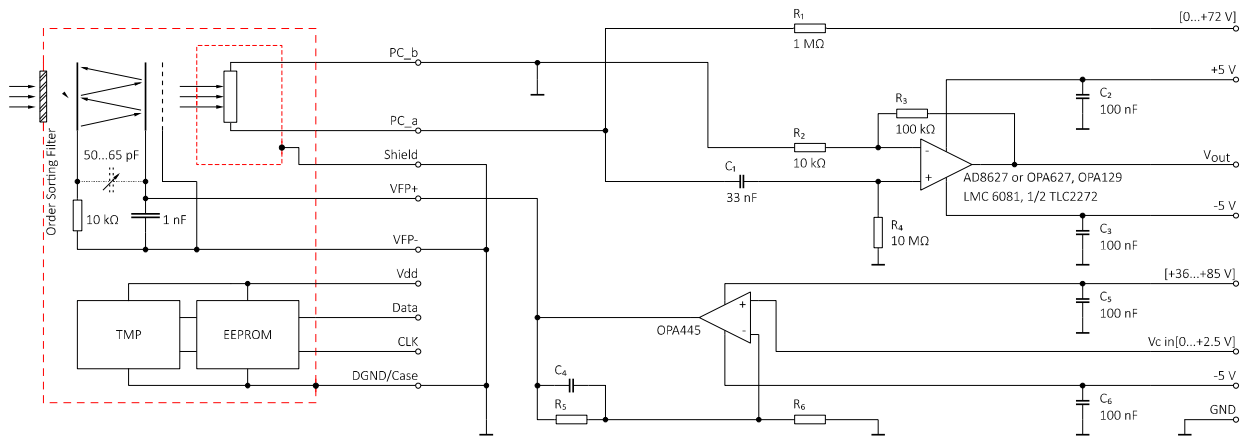 R1
1 MΩ
[0...+72 V]
PC_b
+5 V
C2
100 nF
R3
100 kΩ
PC_a
R2
10 kΩ
-
+
Vout
Order Sorting Filter
50...65 pF
Shield
C1
33 nF
AD8627 or OPA627, OPA129
LMC 6081, 1/2 TLC2272
VFP+
10 kΩ
1 nF
R4
10 MΩ
-5 V
C3
100 nF
VFP-
Vdd
[+36...+85 V]
C5
100 nF
TMP
EEPROM
Data
OPA445
+
-
CLK
Vc in[0...+2.5 V]
DGND/Case
C4
R5
R6
-5 V
C6
100 nF
GND